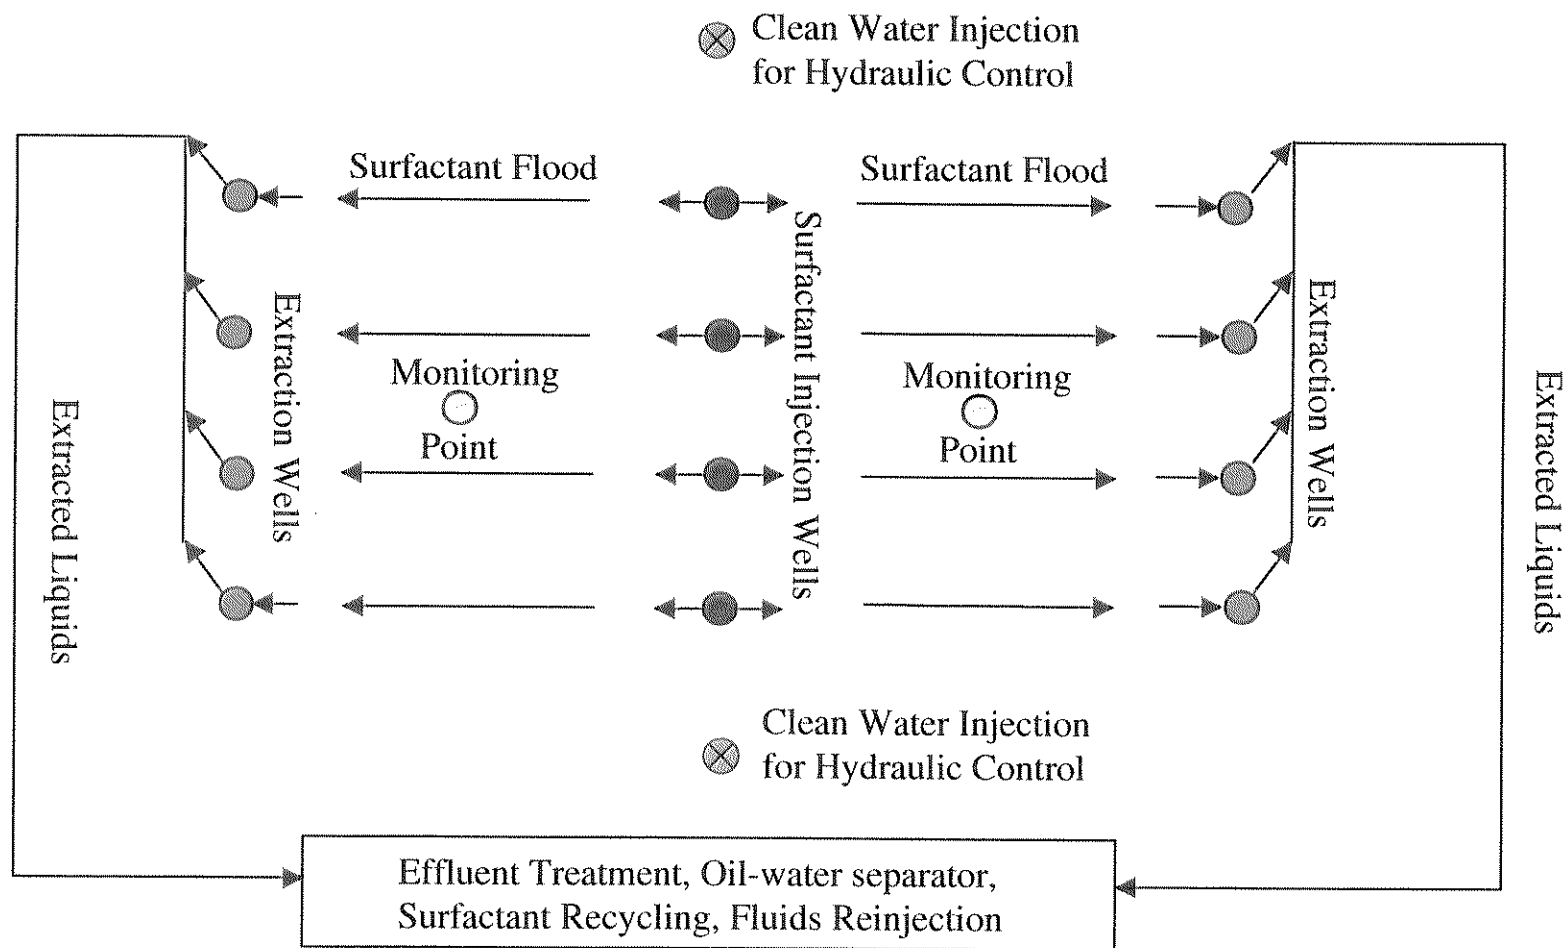 Clean Water Injection
for Hydraulic Control
Surfactant Flood
Surfactant Flood
Extracted Liquids
Extraction Wells
Monitoring
Point
Surfactant Injection Wells
Monitoring
Point
Extraction Wells
Extracted Liquids
Clean Water Injection
for Hydraulic Control
Effluent Treatment, Oil-water separator,
Surfactant Recycling, Fluids Reinjection